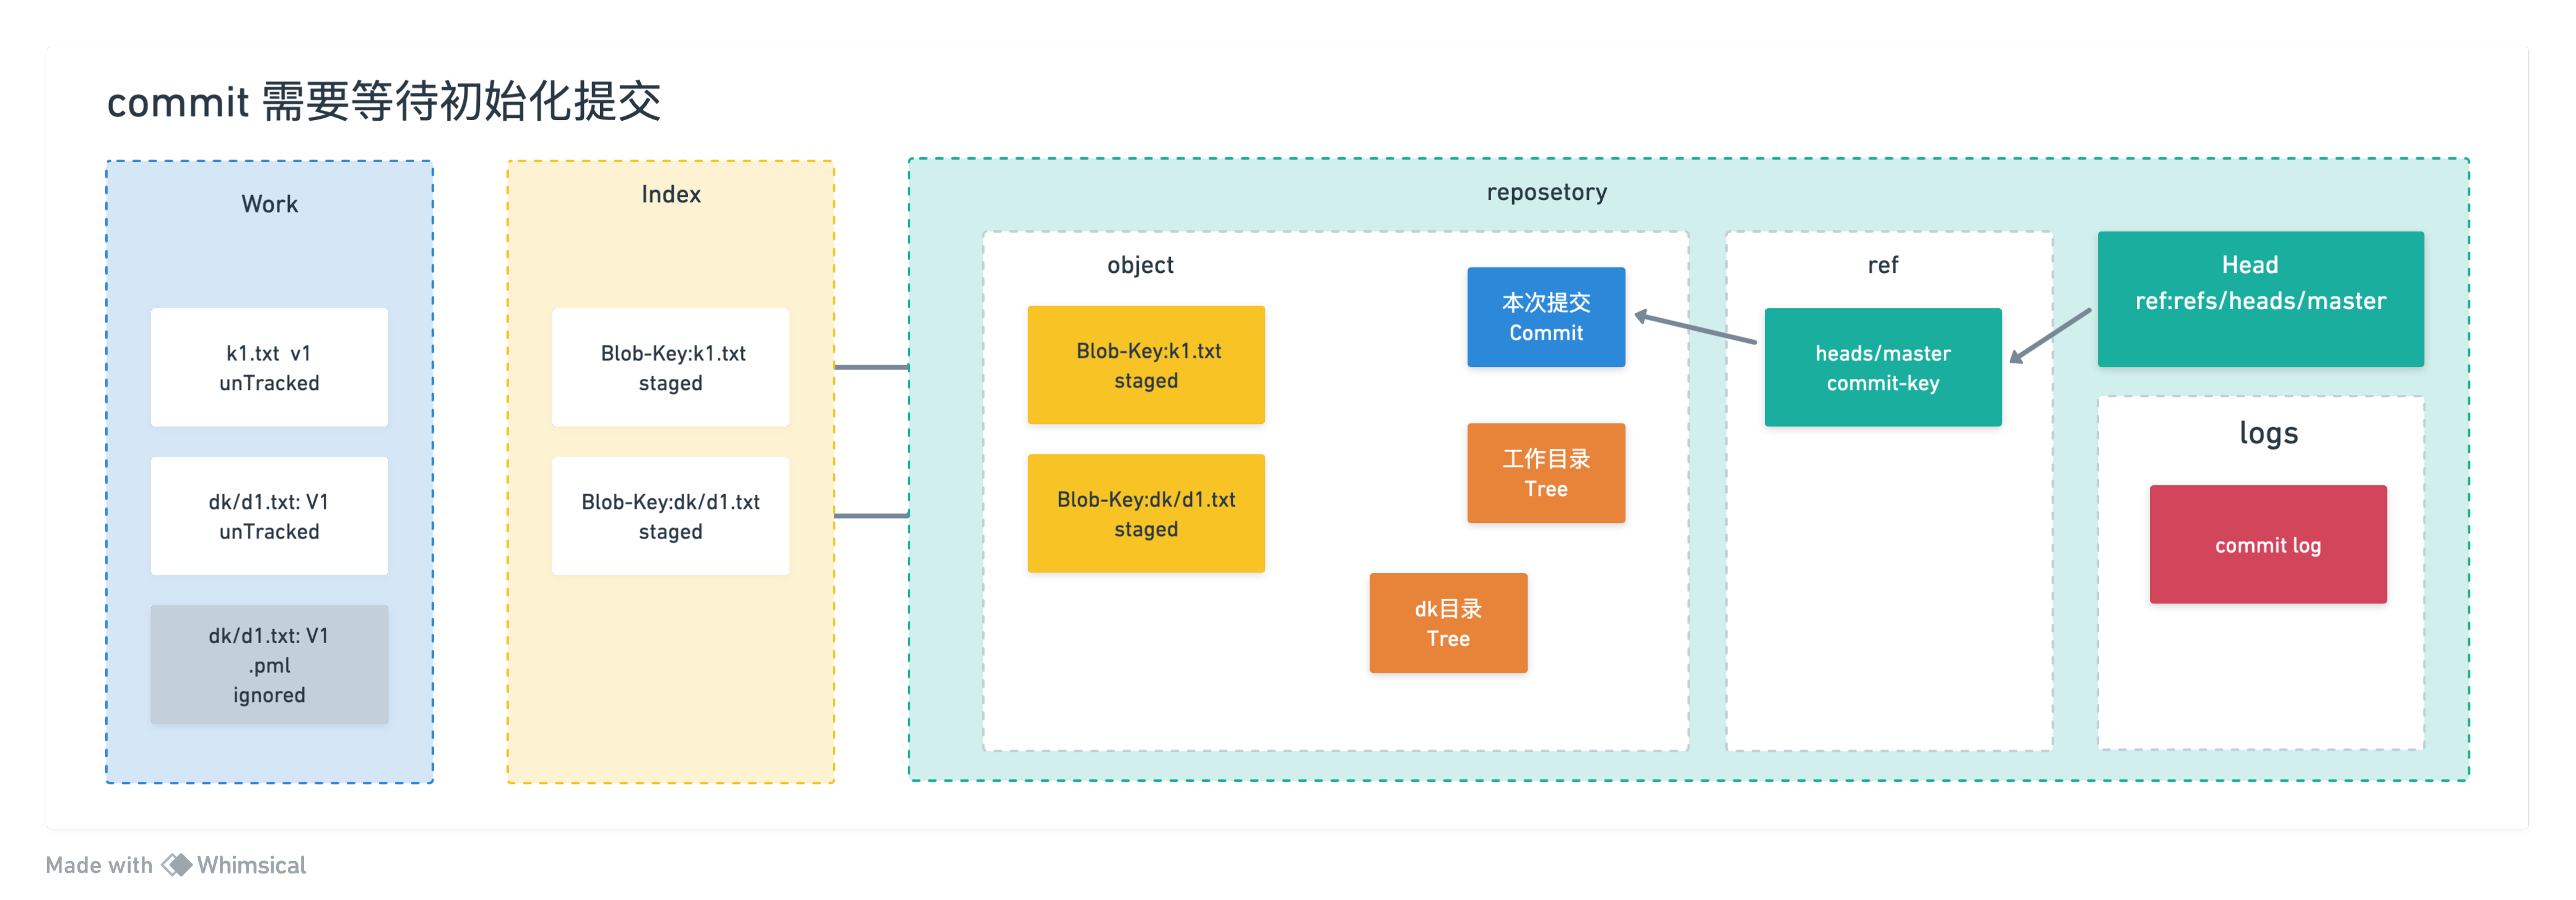 commit 需要等待初始化提交
Work
k1.txt v1
unTracked
dk/d1.txt: V1
unTracked
dk/d1.txt: V1
.pml
ignored
Index
Blob-Key:k1.txt
staged
Blob-Key:dk/d1.txt
staged
reposetory
object
Blob-Key:k1.txt
staged
Blob-Key:dk/d1.txt
staged
本次提交
Commit
工作目录
Tree
dk目录
Tree
ref
heads/master
commit-key
Head
ref:refs/heads/master
logs
commit log
Made with Whimsical